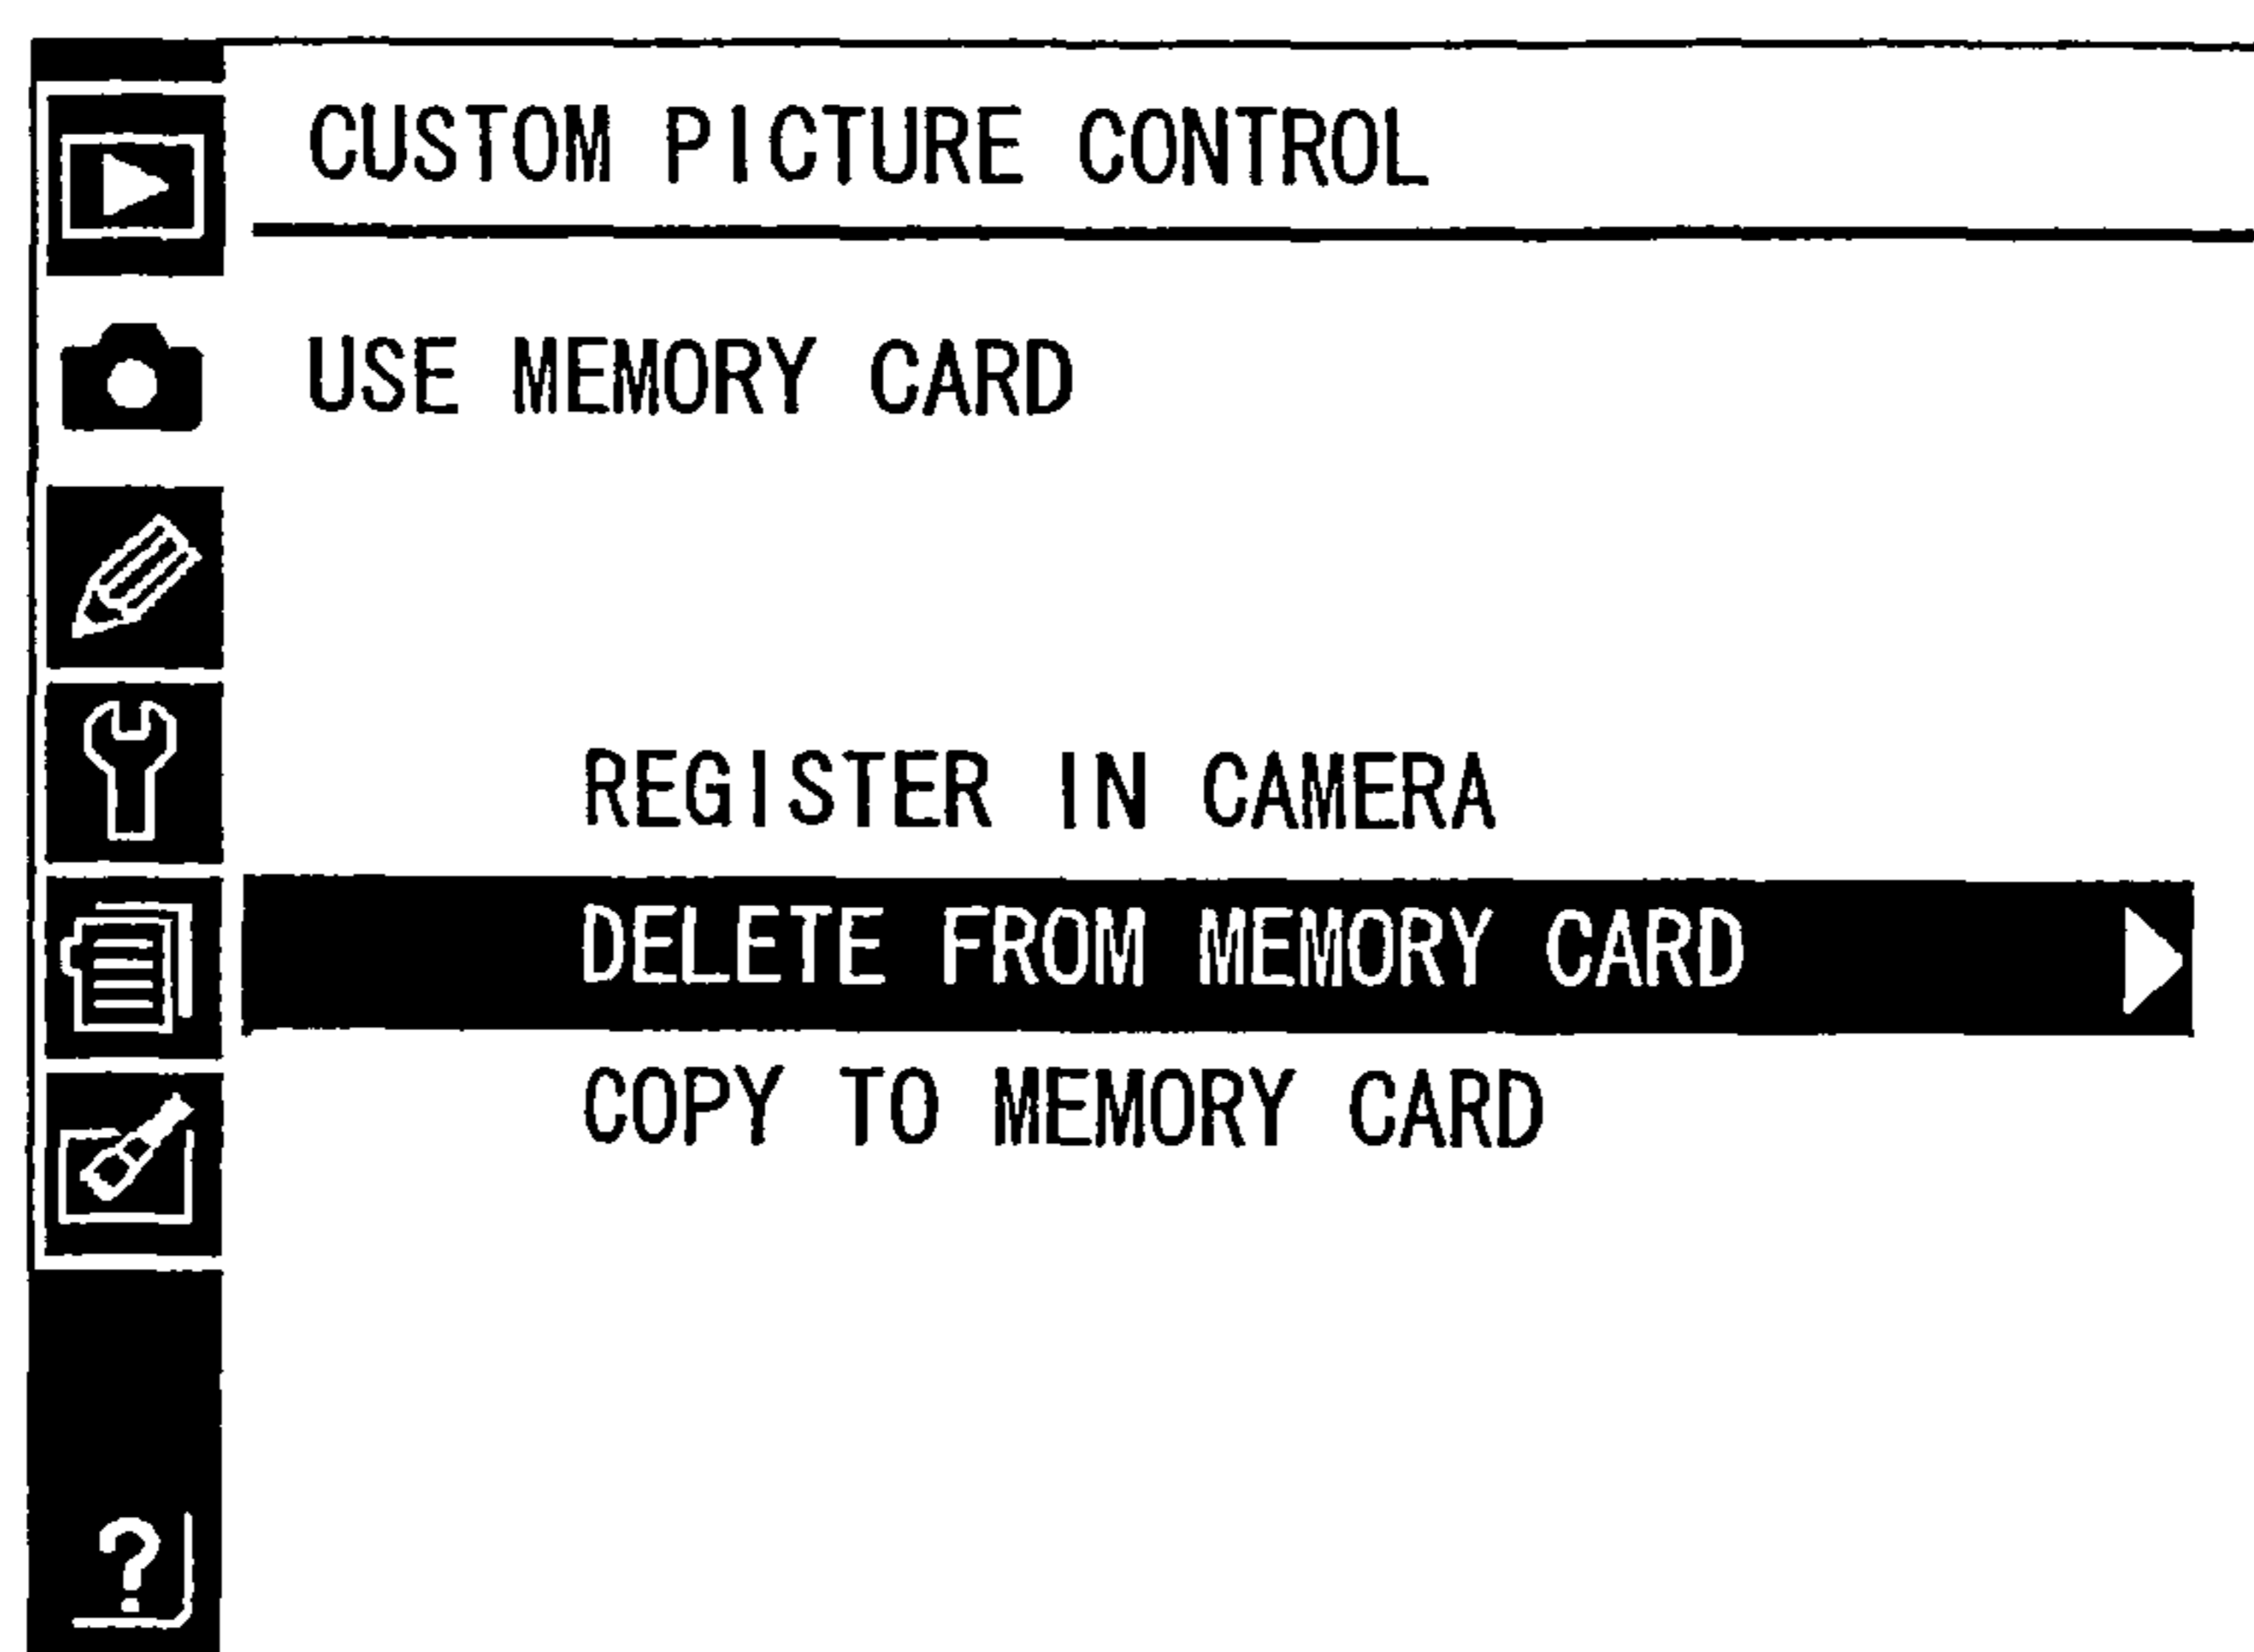 CUSTOM PICTURE CONTROL
USE MEMORY CARD
REGISTER IN CAMERA
DELETE FROM MEMORY CARD
COPY TO MEMORY CARD
?